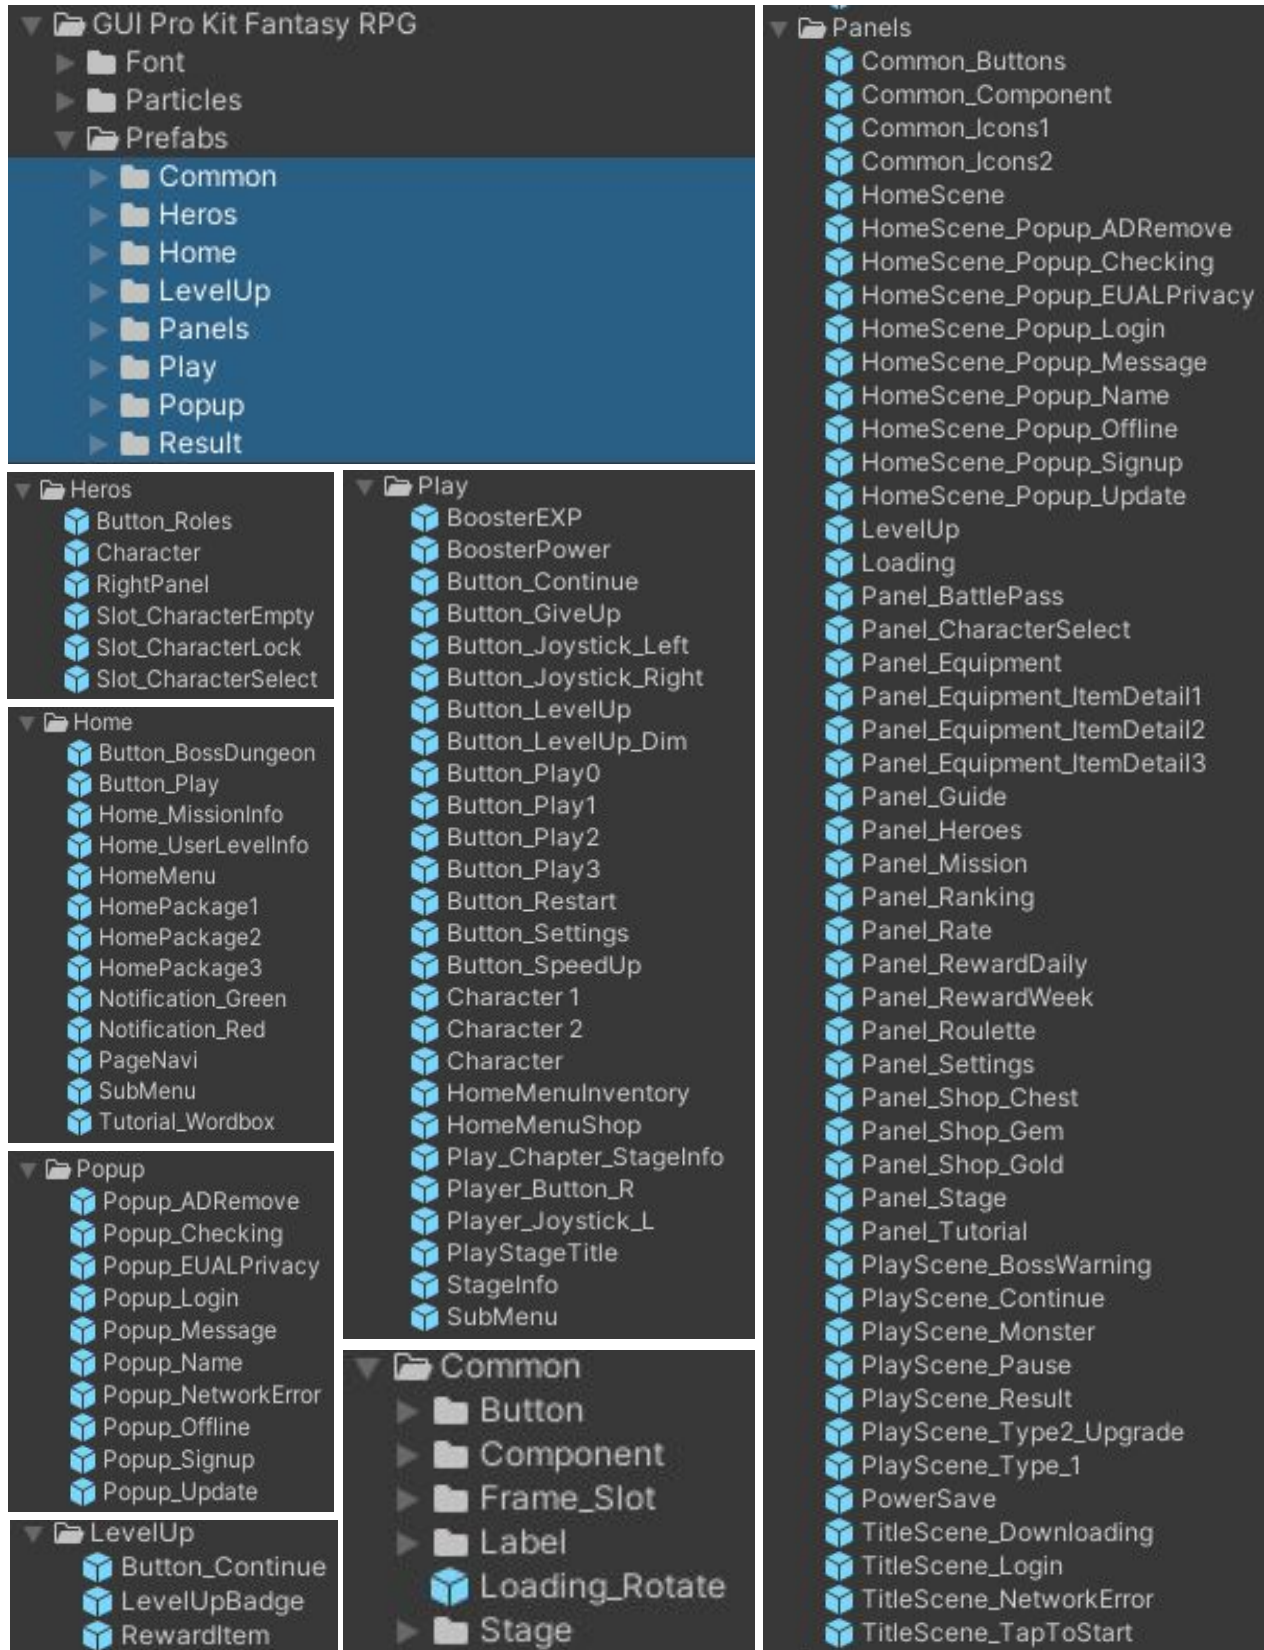 GUI Pro Kit Fantasy RPG
Font
Particles
Prefabs
Common
Heros
Home
LevelUp
Panels
Play
Popup
Result
Heros
Button_Roles
Character
RightPanel
Slot_CharacterEmpty
Slot_CharacterLock
Slot_CharacterSelect
Home
Button_BossDungeon
Button_Play
Home_MissionInfo
Home_UserLevelInfo
HomeMenu
HomePackage1
HomePackage2
HomePackage3
Notification_Green
Notification_Red
PageNavi
SubMenu
Tutorial_Wordbox
Popup
Popup_ADRemove
Popup_Checking
Popup_EUALPrivacy
Popup_Login
Popup_Message
Popup_Name
Popup_NetworkError
Popup_Offline
Popup_Signup
Popup_Update
LevelUp
Button_Continue
LevelUpBadge
RewardItem
Play
BoosterEXP
BoosterPower
Button_Continue
Button_GiveUp
Button_Joystick_Left
Button_Joystick_Right
Button_LevelUp
Button_LevelUp_Dim
Button_Play0
Button_Play1
Button_Play2
Button_Play3
Button_Restart
Button_Settings
Button_SpeedUp
Character 1
Character 2
Character
HomeMenuInventory
HomeMenuShop
Play_Chapter_StageInfo
Player_Button_R
Player_Joystick_L
PlayStageTitle
StageInfo
SubMenu
Common
Button
Component
Frame_Slot
Label
Loading_Rotate
Stage
Panels
Common_Buttons
Common_Component
Common_Icons1
Common_Icons2
HomeScene
HomeScene_Popup_ADRemove
HomeScene_Popup_Checking
HomeScene_Popup_EUALPrivacy
HomeScene_Popup_Login
HomeScene_Popup_Message
HomeScene_Popup_Name
HomeScene_Popup_Offline
HomeScene_Popup_Signup
HomeScene_Popup_Update
LevelUp
Loading
Panel_BattlePass
Panel_CharacterSelect
Panel_Equipment
Panel_Equipment_ItemDetail1
Panel_Equipment_ItemDetail2
Panel_Equipment_ItemDetail3
Panel_Guide
Panel_Heroes
Panel_Mission
Panel_Ranking
Panel_Rate
Panel_RewardDaily
Panel_RewardWeek
Panel_Roulette
Panel_Settings
Panel_Shop_Chest
Panel_Shop_Gem
Panel_Shop_Gold
Panel_Stage
Panel_Tutorial
PlayScene_BossWarning
PlayScene_Continue
PlayScene_Monster
PlayScene_Pause
PlayScene_Result
PlayScene_Type2_Upgrade
PlayScene_Type_1
PowerSave
TitleScene_Downloading
TitleScene_Login
TitleScene_NetworkError
TitleScene_TapToStart